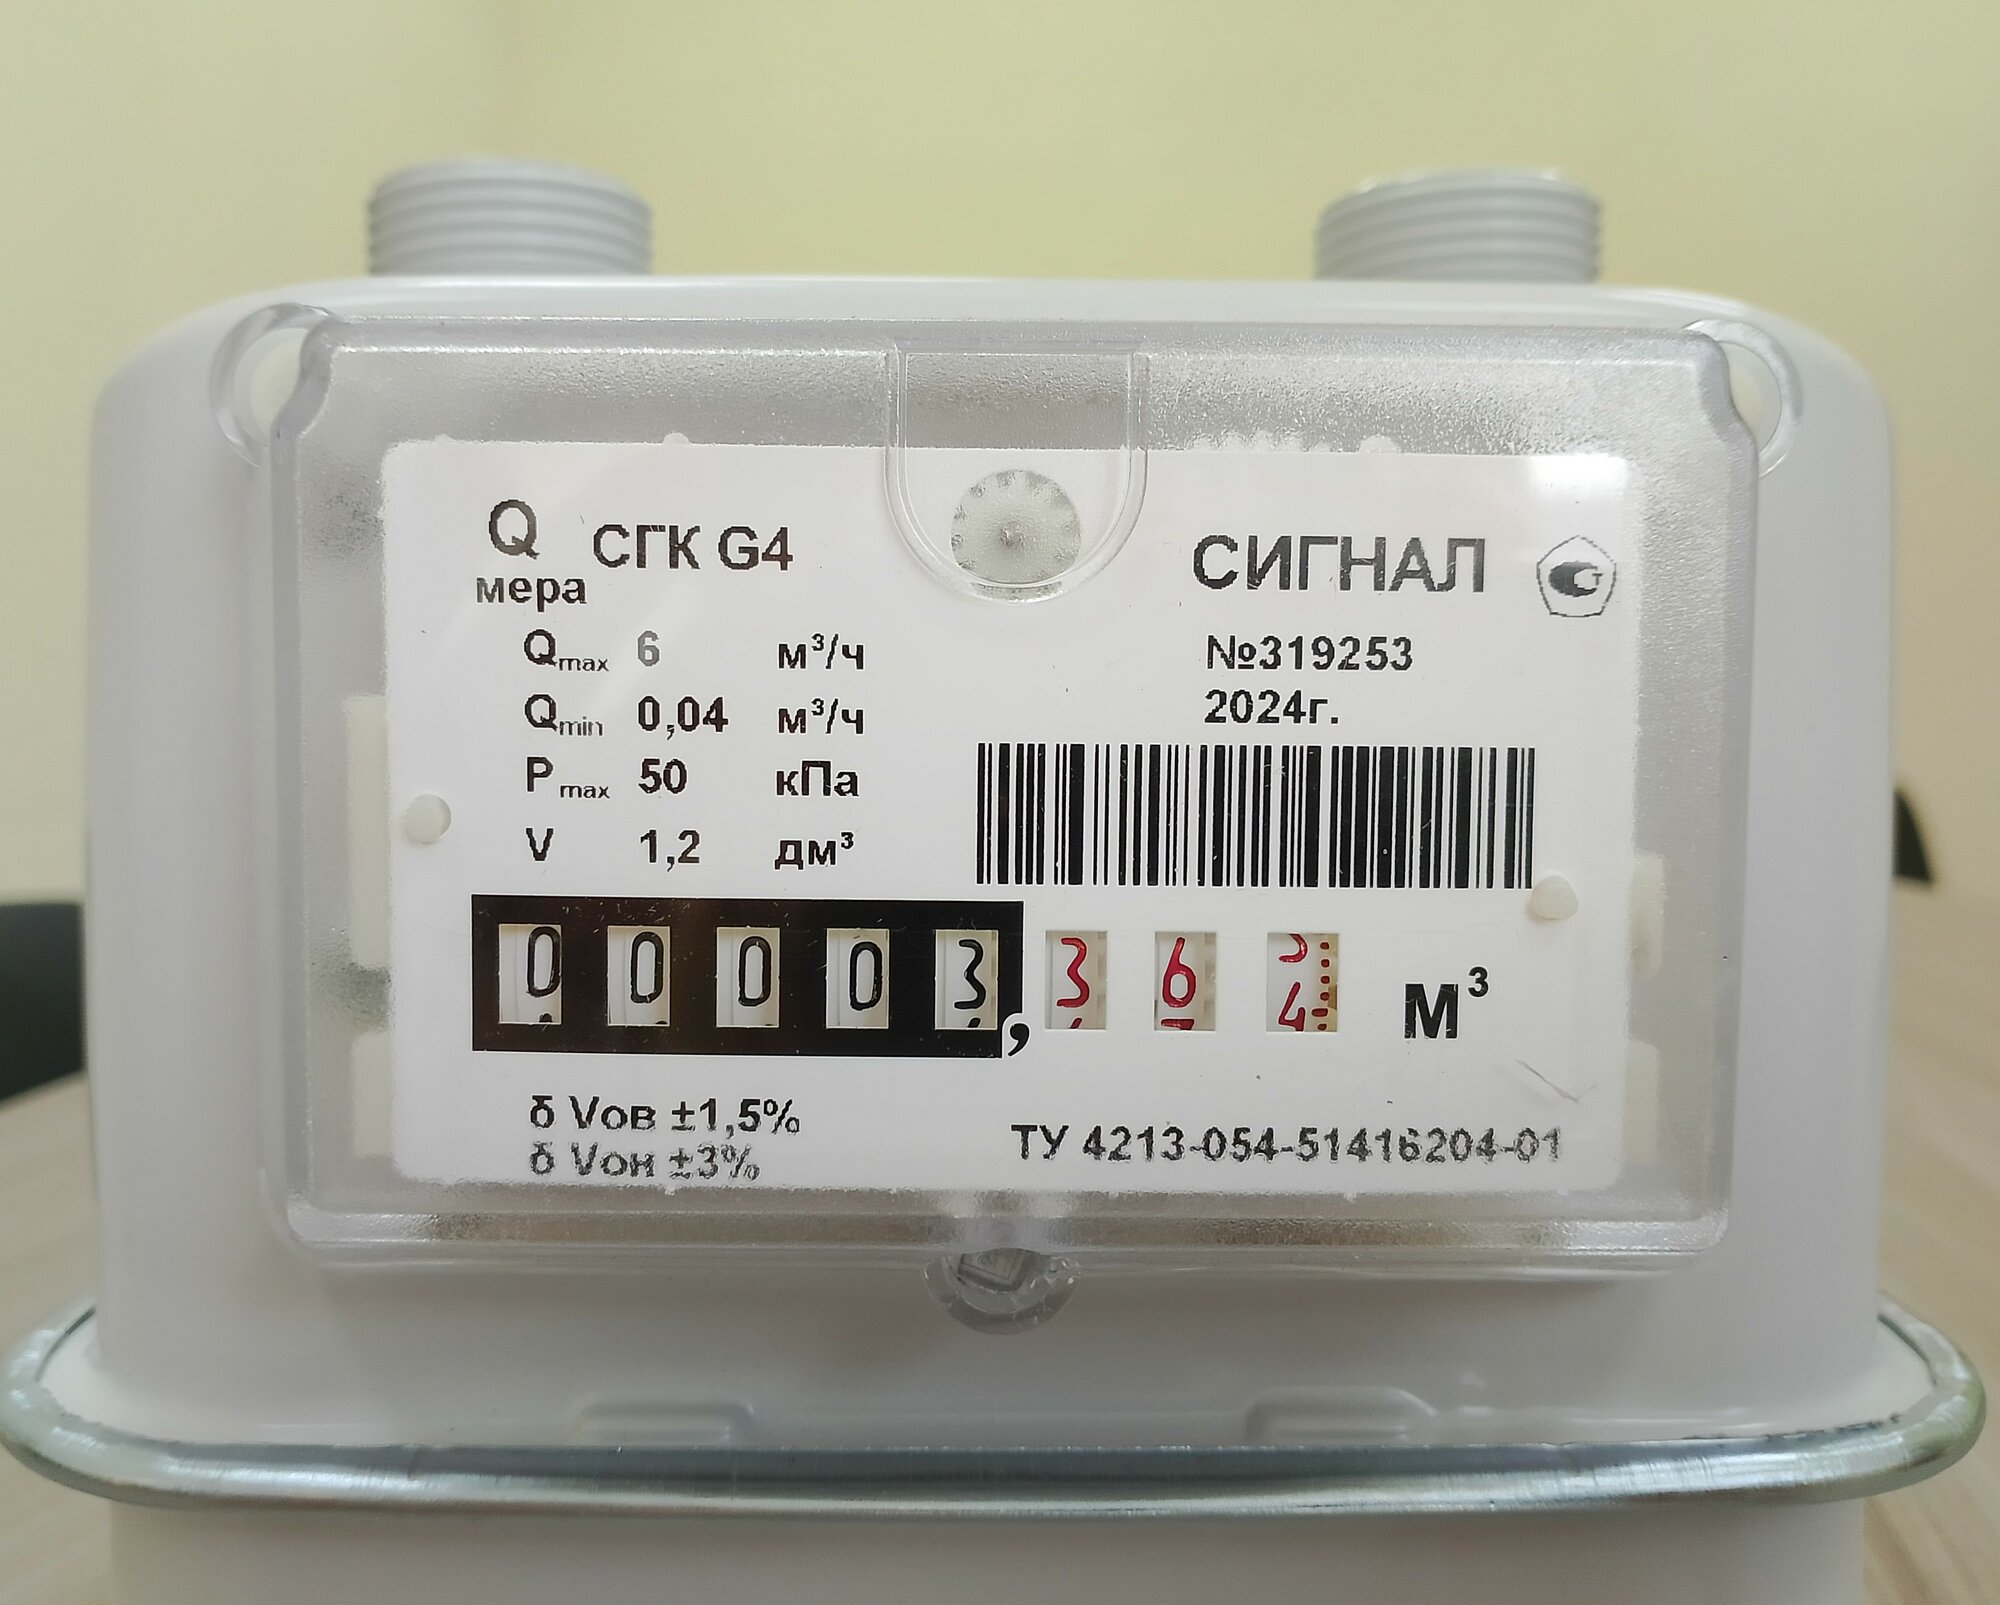 Q
мера
СГК G4
Qmax 6 м³/ч
Qmin 0,04 м³/ч
Pmax 50 кПа
V 1,2 дм³
СИГНАЛ
№319253
2024г.
00003,36 м³
δ Vов ±1,5%
δ Vон ±3%
ТУ 4213-054-51416204-01